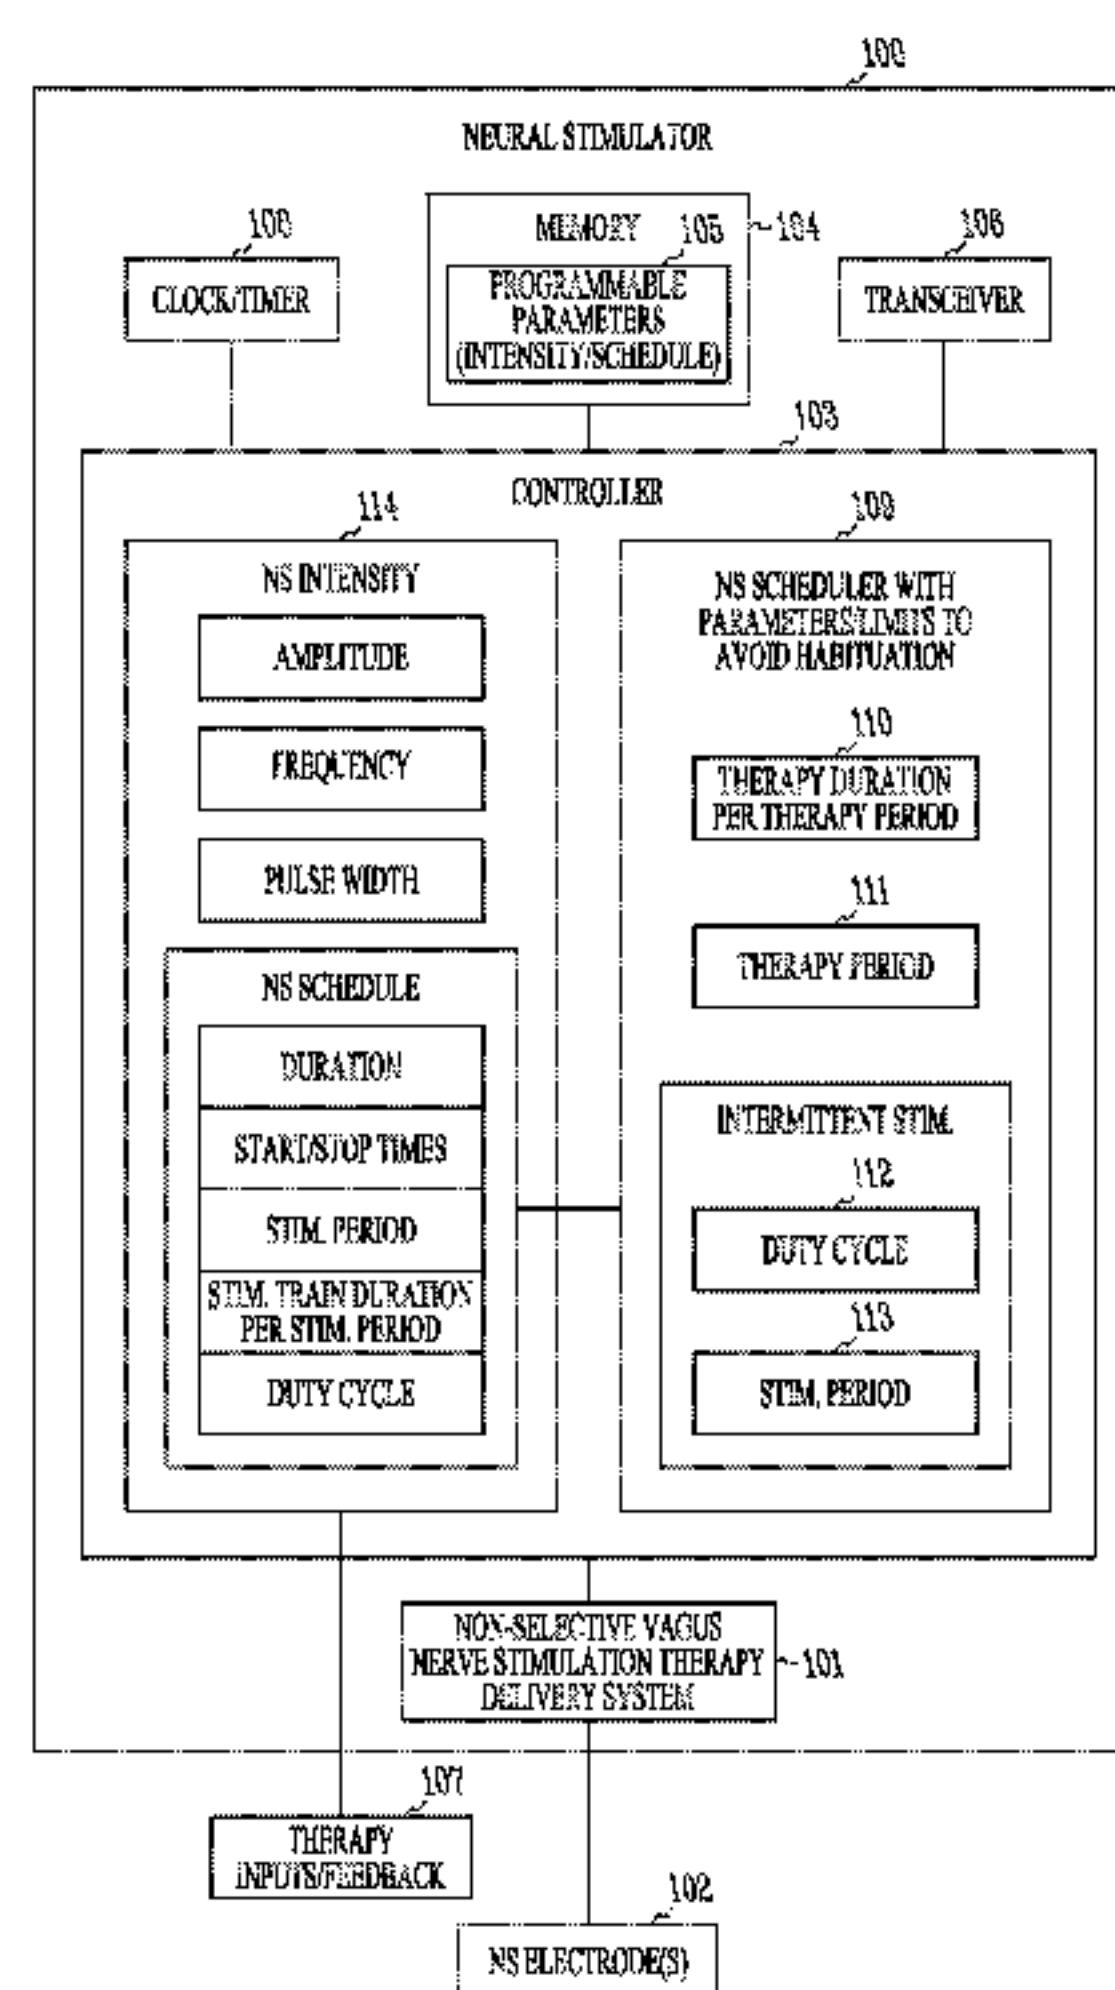 100
NEURAL STIMULATOR
MEMORY
105
104
106
PROGRAMMABLE
PARAMETERS
(INTENSITY/SCHEDULE)
CLOCK/TIMER
TRANSCEIVER
103
CONTROLLER
114
NS INTENSITY
AMPLITUDE
FREQUENCY
PULSE WIDTH
NS SCHEDULE
DURATION
START/STOP TIMES
STIM. PERIOD
STIM. TRAIN DURATION
PER STIM. PERIOD
DUTY CYCLE
109
NS SCHEDULER WITH
PARAMETERS/LIMITS TO
AVOID HABITUATION
110
THERAPY DURATION
PER THERAPY PERIOD
111
THERAPY PERIOD
INTERMITTENT STIM.
112
DUTY CYCLE
113
STIM. PERIOD
NON-SELECTIVE VAGUS
NERVE STIMULATION THERAPY
DELIVERY SYSTEM
101
107
THERAPY
INPUTS/FEEDBACK
102
NS ELECTRODE(S)